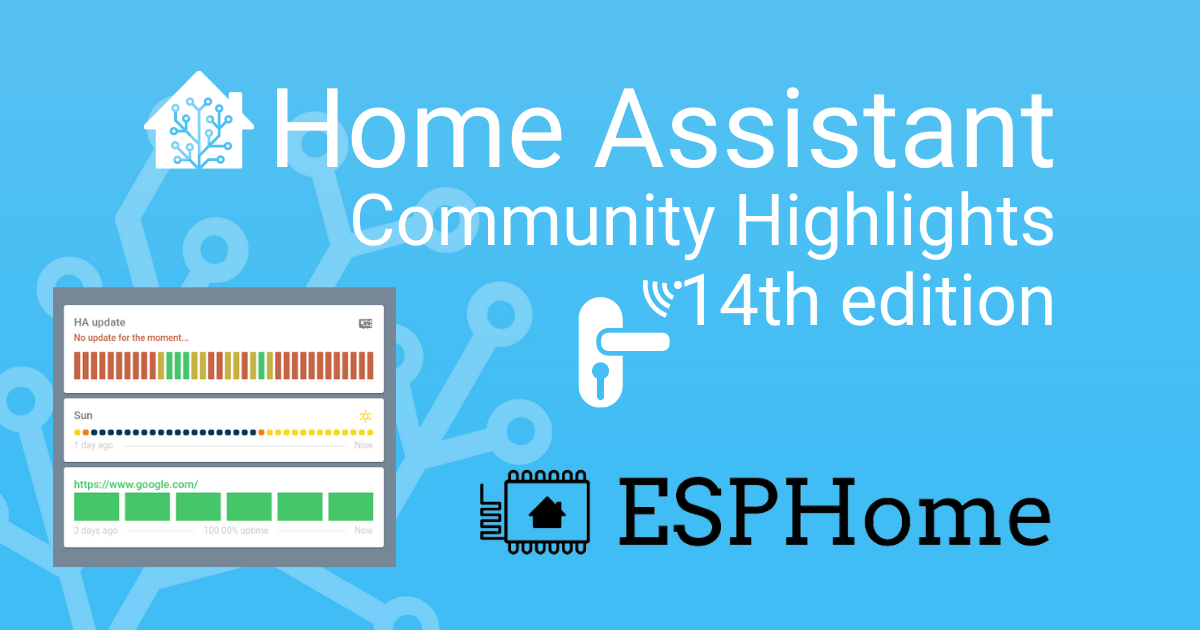 Home Assistant
Community Highlights
14th edition
HA update
No update for the moment...
Sun
1 day ago Now
https://www.google.com/
3 days ago 100.00% uptime Now
ESPHome